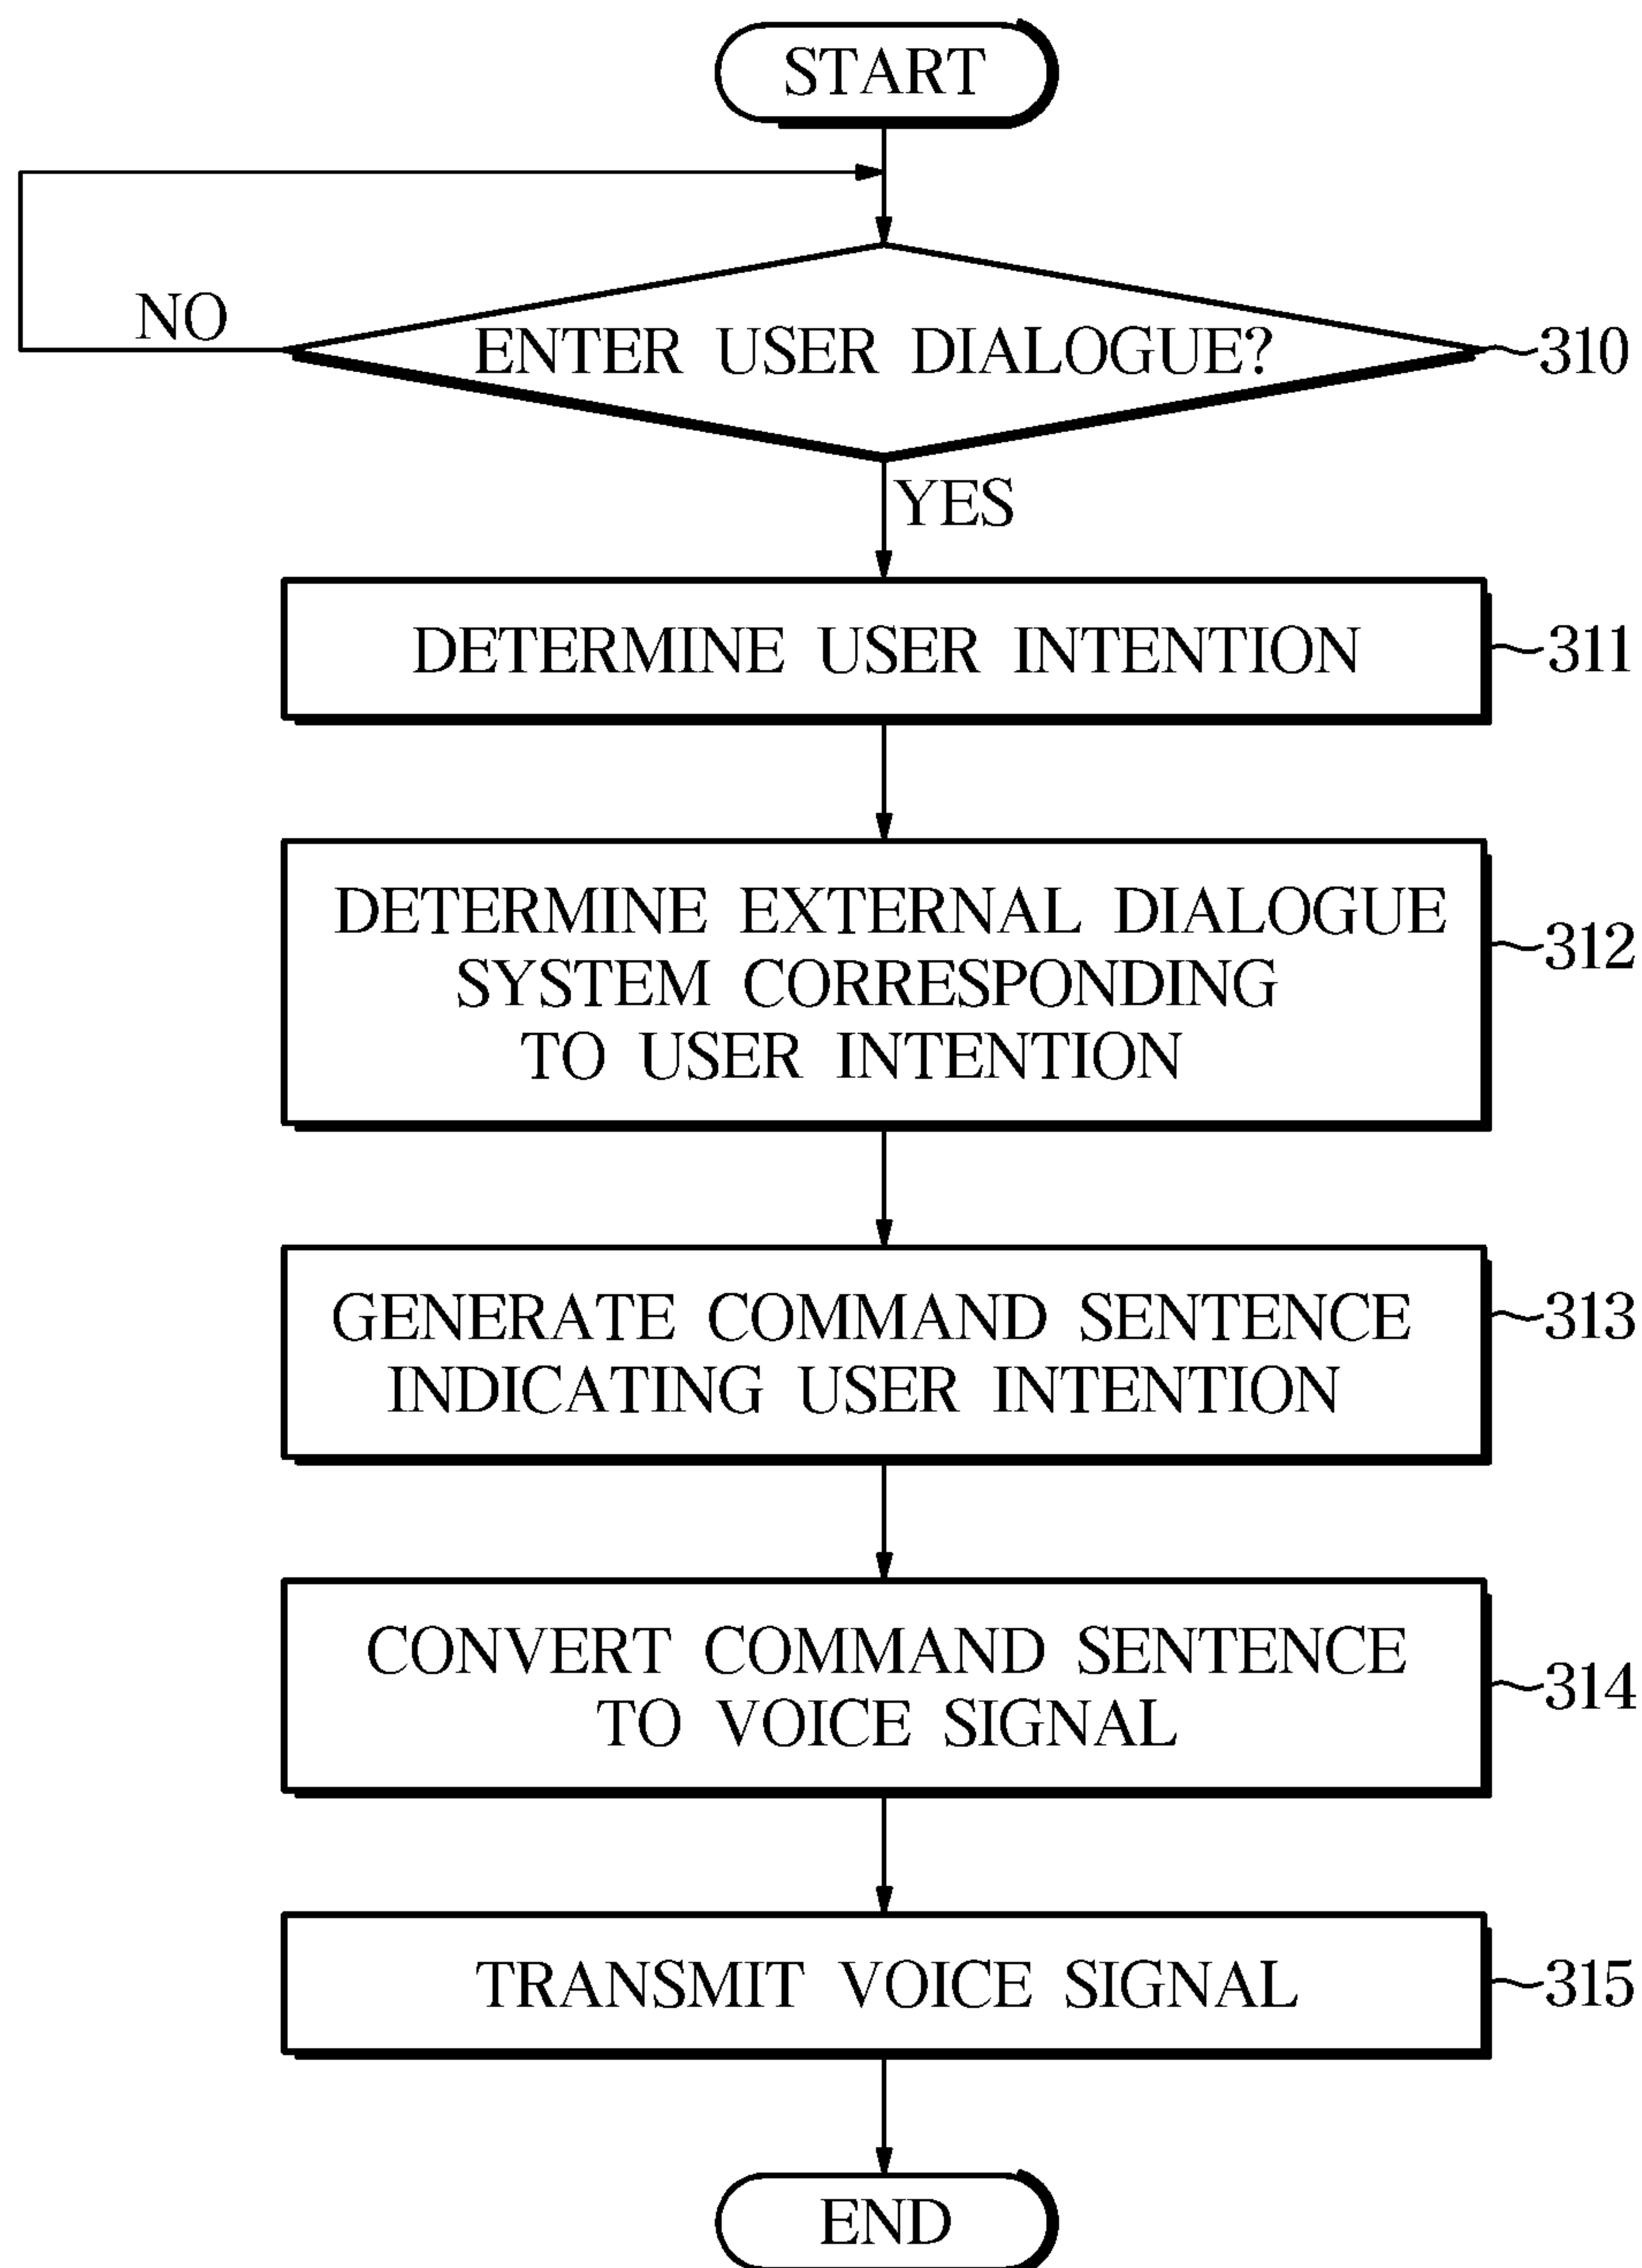 START
NO
ENTER USER DIALOGUE?
310
YES
DETERMINE USER INTENTION
311
DETERMINE EXTERNAL DIALOGUE
SYSTEM CORRESPONDING
TO USER INTENTION
312
GENERATE COMMAND SENTENCE
INDICATING USER INTENTION
313
CONVERT COMMAND SENTENCE
TO VOICE SIGNAL
314
TRANSMIT VOICE SIGNAL
315
END